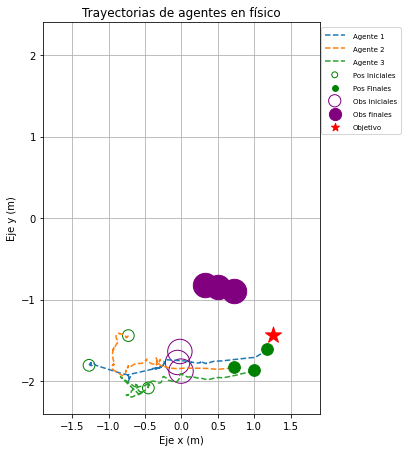 Trayectorias de agentes en físico
Agente 1
Agente 2
Agente 3
Pos Iniciales
Pos Finales
Obs Iniciales
Obs finales
Objetivo
Eje y (m)
2
1
0
−1
−2
−1.5
−1.0
−0.5
0.0
0.5
1.0
1.5
Eje x (m)